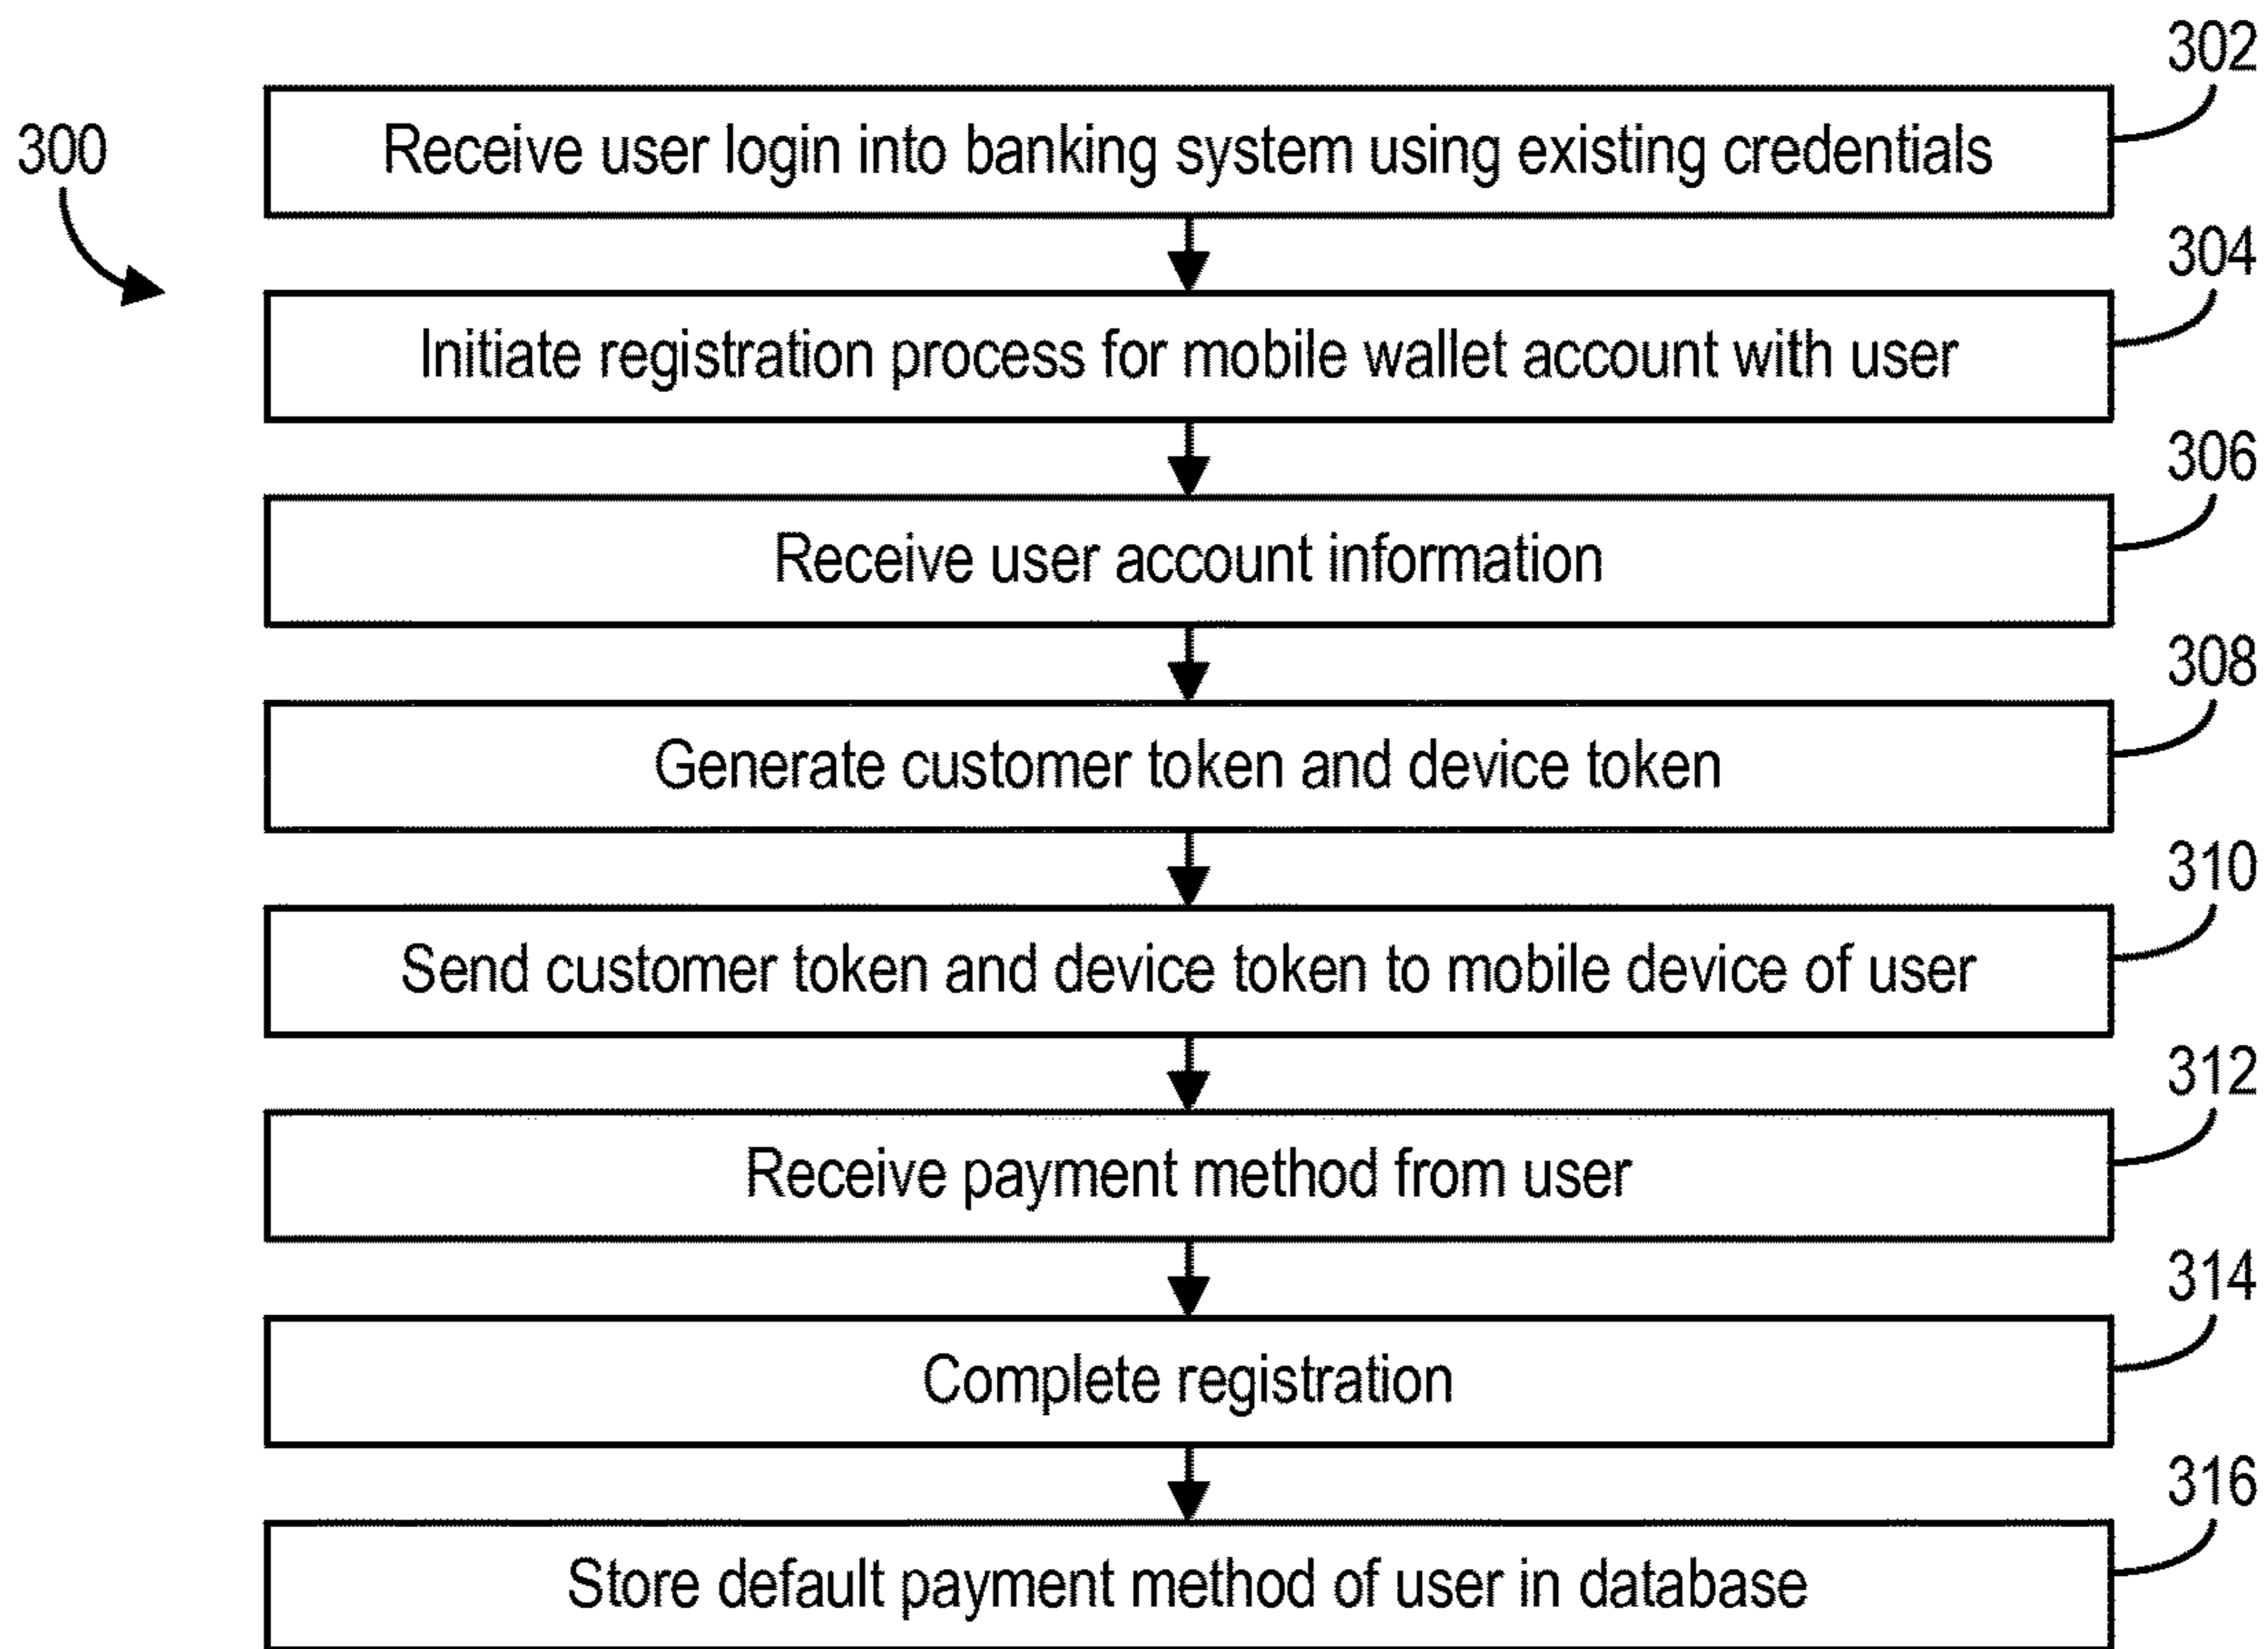 302
Receive user login into banking system using existing credentials
300
304
Initiate registration process for mobile wallet account with user
306
Receive user account information
308
Generate customer token and device token
310
Send customer token and device token to mobile device of user
312
Receive payment method from user
314
Complete registration
316
Store default payment method of user in database